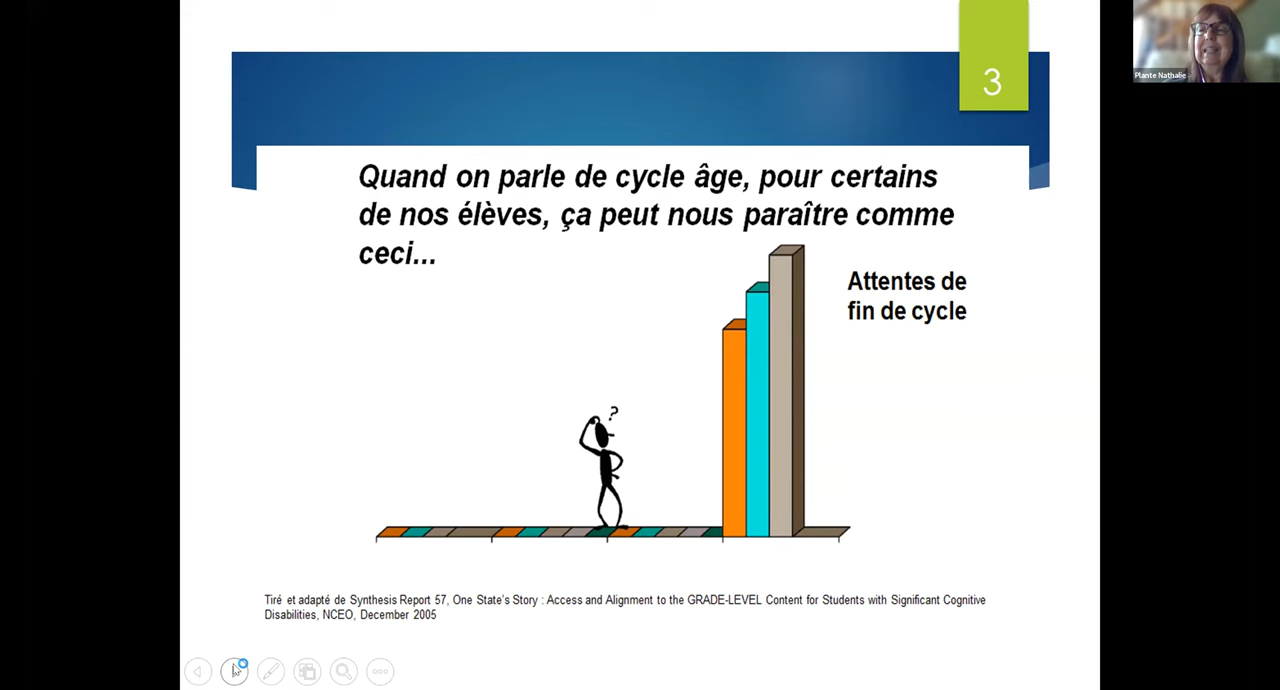 3
Plante Nathalie
Quand on parle de cycle âge, pour certains
de nos élèves, ça peut nous paraître comme
ceci...
Attentes de
fin de cycle
?
Tiré et adapté de Synthesis Report 57, One State's Story : Access and Alignment to the GRADE-LEVEL Content for Students with Significant Cognitive
Disabilities, NCEO, December 2005